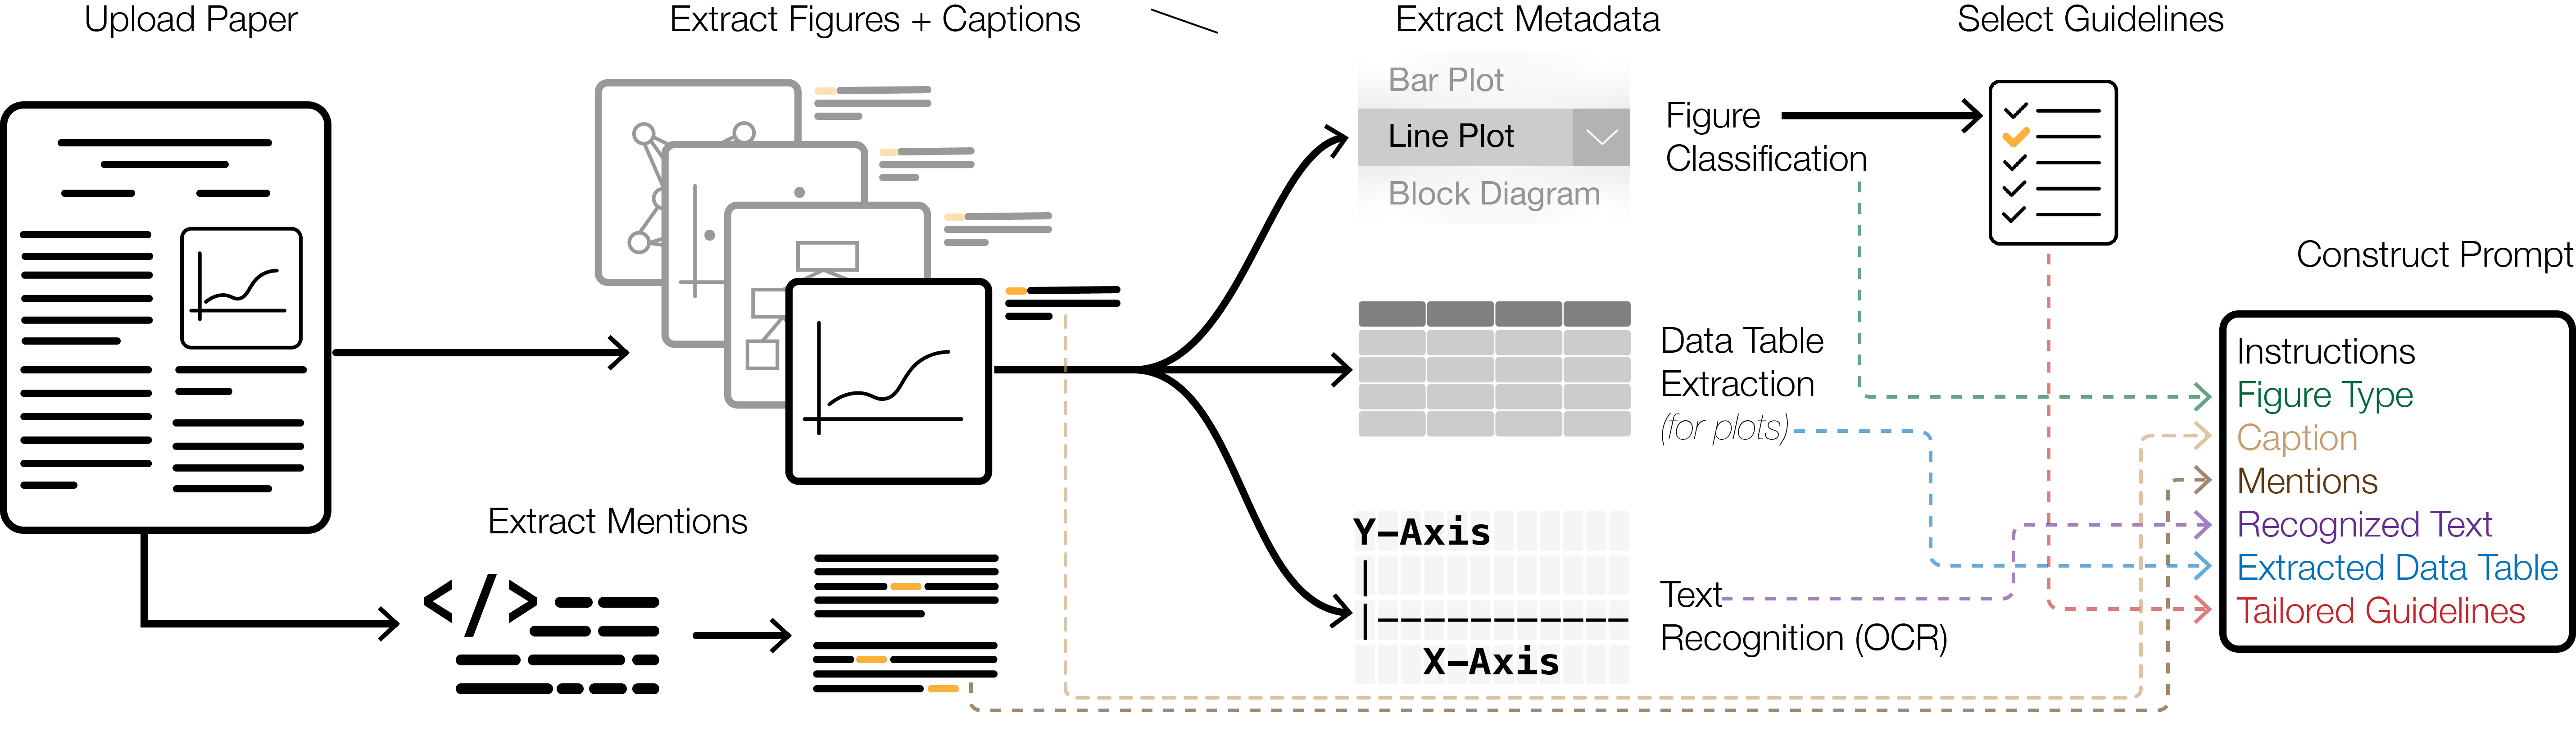 Upload Paper
Extract Figures + Captions
Extract Metadata
Select Guidelines
Bar Plot
Line Plot
Block Diagram
Figure
Classification
Data Table
Extraction
(for plots)
Y–Axis
X–Axis
Text
Recognition (OCR)
Extract Mentions
</>
Construct Prompt
Instructions
Figure Type
Caption
Mentions
Recognized Text
Extracted Data Table
Tailored Guidelines